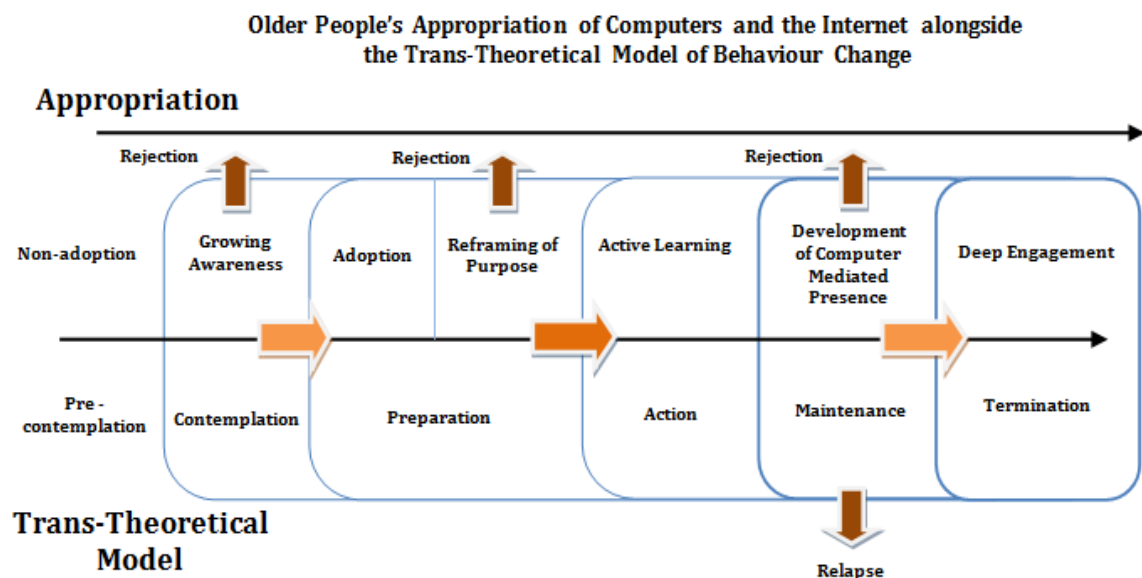 Older People's Appropriation of Computers and the Internet alongside
the Trans-Theoretical Model of Behaviour Change
Appropriation
Rejection
Rejection
Rejection
Non-adoption
Growing
Awareness
Adoption
Reframing of
Purpose
Active Learning
Development
of Computer
Mediated
Presence
Deep Engagement
Pre -
contemplation
Contemplation
Preparation
Action
Maintenance
Termination
Trans-Theoretical
Model
Relapse